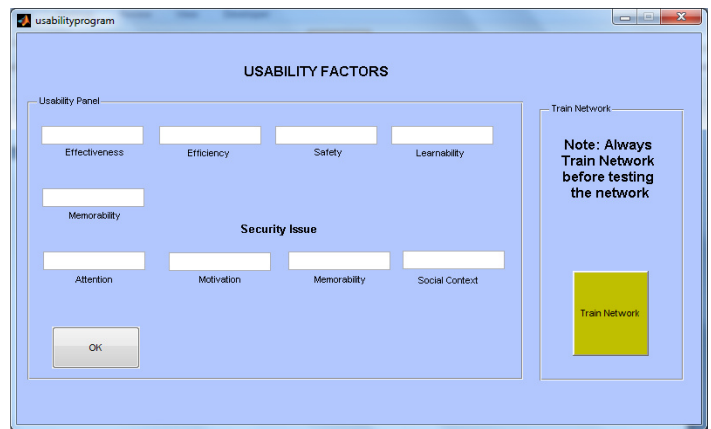 usabilityprogram
USABILITY FACTORS
Usability Panel
Effectiveness Efficiency Safety Learnability
Memorability
Security Issue
Attention Motivation Memorability Social Context
OK
Train Network
Note: Always
Train Network
before testing
the network
Train Network